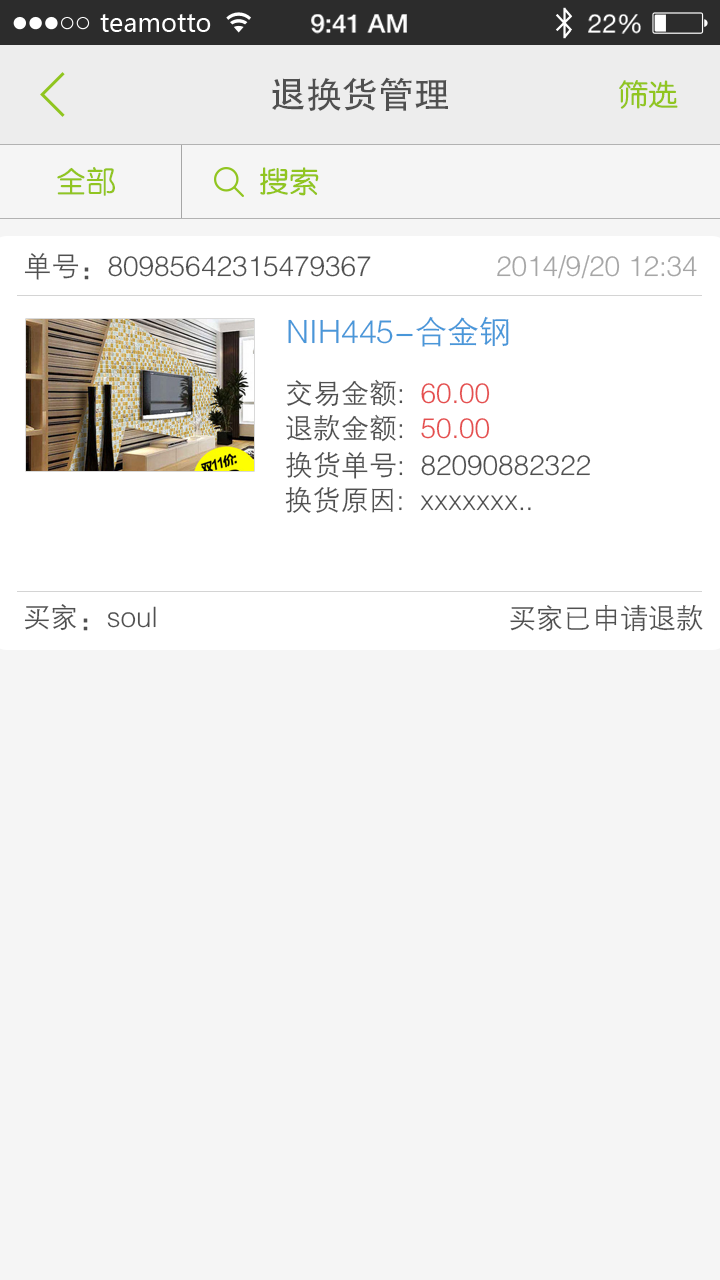 teamotto 9:41 AM 22%
退换货管理 筛选
全部 搜索
单号：80985642315479367 2014/9/20 12:34
NIH445-合金钢
交易金额: 60.00
退款金额: 50.00
换货单号: 82090882322
换货原因: xxxxxxx..
双11价:
买家：soul 买家已申请退款